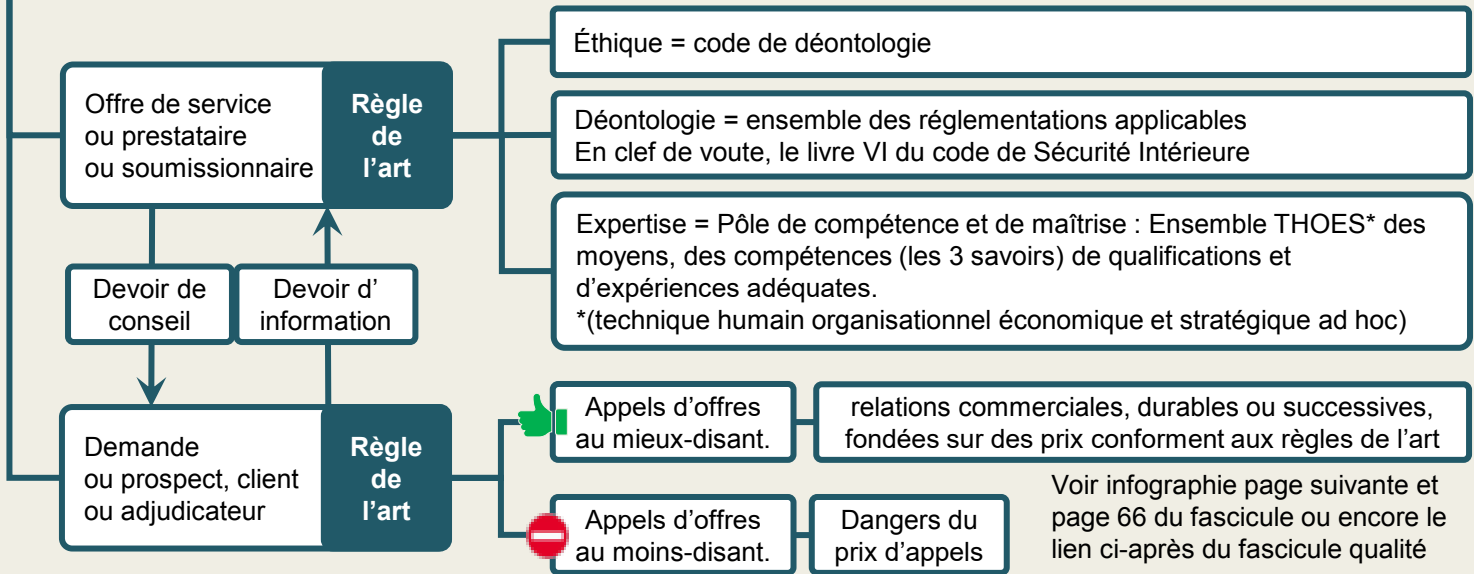 Éthique = code de déontologie
Offre de service
ou prestataire
ou soumissionnaire
Règle
de
l’art
Déontologie = ensemble des réglementations applicables
En clef de voute, le livre VI du code de Sécurité Intérieure
Expertise = Pôle de compétence et de maîtrise : Ensemble THOES* des
moyens, des compétences (les 3 savoirs) de qualifications et
d’expériences adéquates.
*(technique humain organisationnel économique et stratégique ad hoc)
Devoir de
conseil
Devoir d’
information
Demande
ou prospect, client
ou adjudicateur
Règle
de
l’art
Appels d’offres
au mieux-disant.
relations commerciales, durables ou successives,
fondées sur des prix conforment aux règles de l’art
Appels d’offres
au moins-disant.
Dangers du
prix d’appels
Voir infographie page suivante et
page 66 du fascicule ou encore le
lien ci-après du fascicule qualité